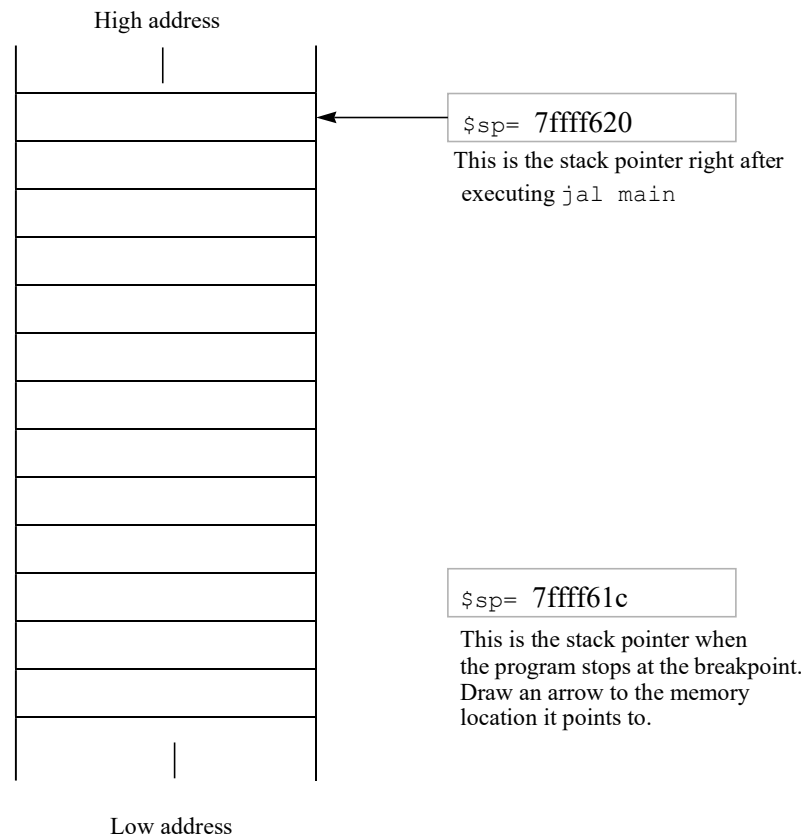 High address
$sp= 7ffff620
This is the stack pointer right after
executing jal main
$sp= 7ffff61c
This is the stack pointer when
the program stops at the breakpoint.
Draw an arrow to the memory
location it points to.
Low address